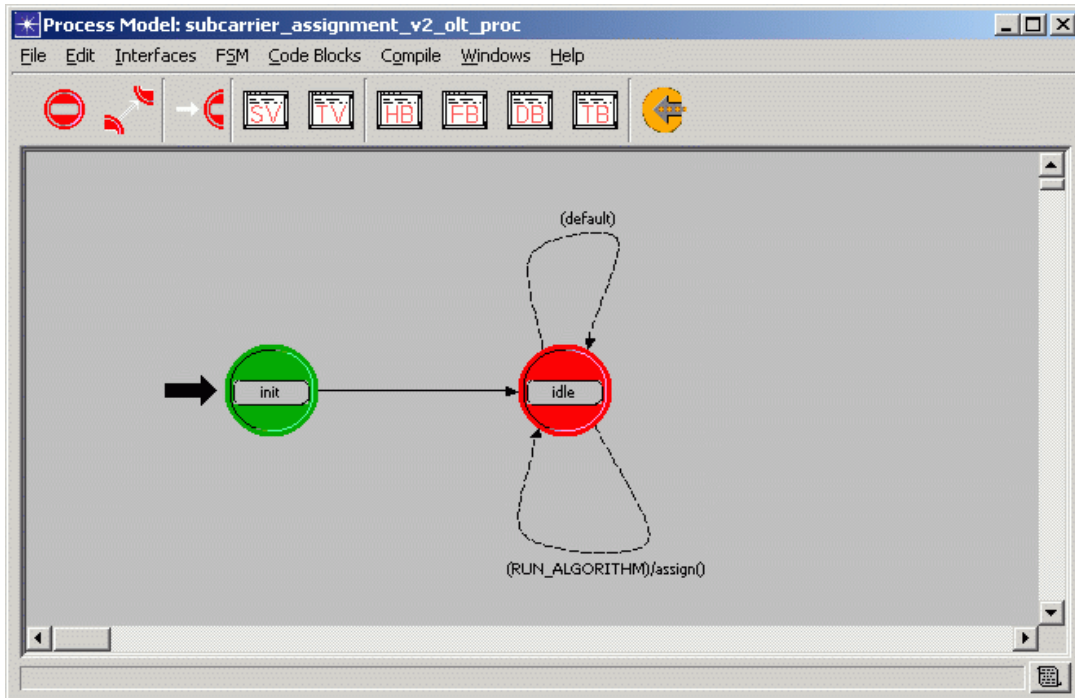 Process Model: subcarrier_assignment_v2_olt_proc
File Edit Interfaces FSM Code Blocks Compile Windows Help
SV TV HB FB DB TB
(default)
init
idle
(RUN_ALGORITHM)/assign()